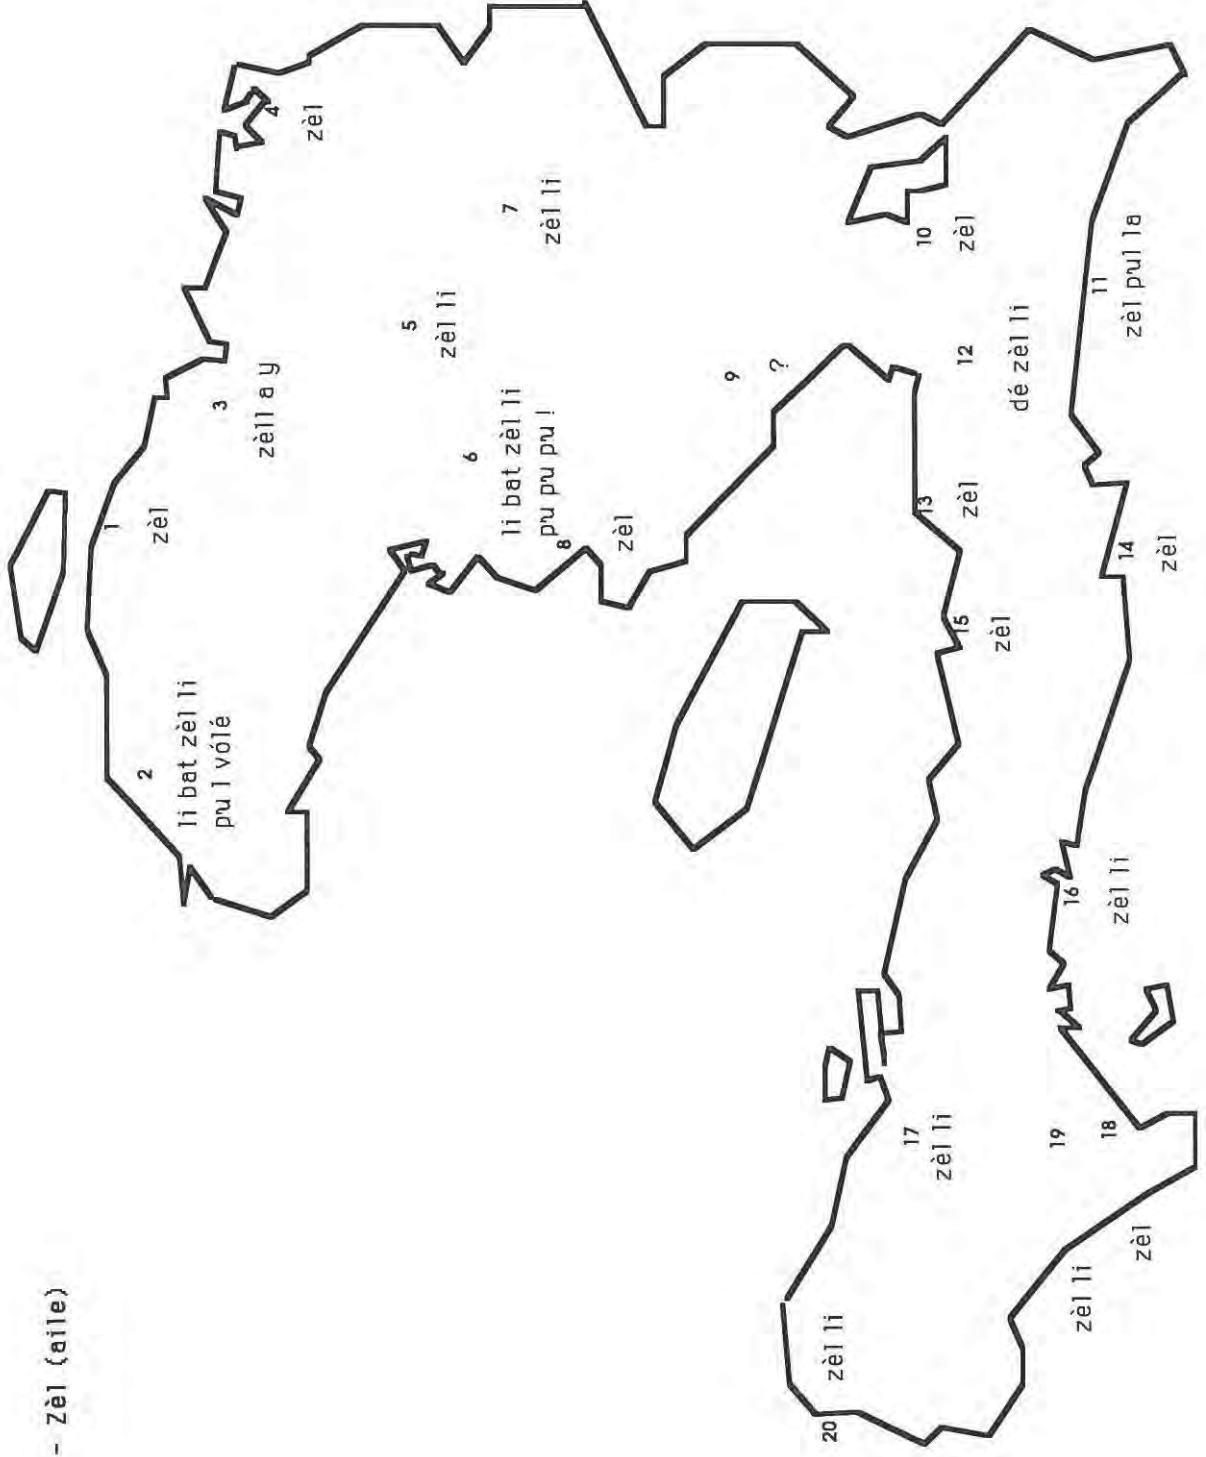 - Zèl (aile)
1
zèl
2
li bat zèl li
pu l vólé
3
zèll a y
4
zèl
5
zèl li
6
li bat zèl li
pu pu pu !
7
zèl li
8
zèl
9
?
10
zèl
11
zèl pul la
12
dé zèl li
13
zèl
14
zèl
15
zèl
16
zèl li
17
zèl li
18
zèl
19
zèl li
20
zèl li